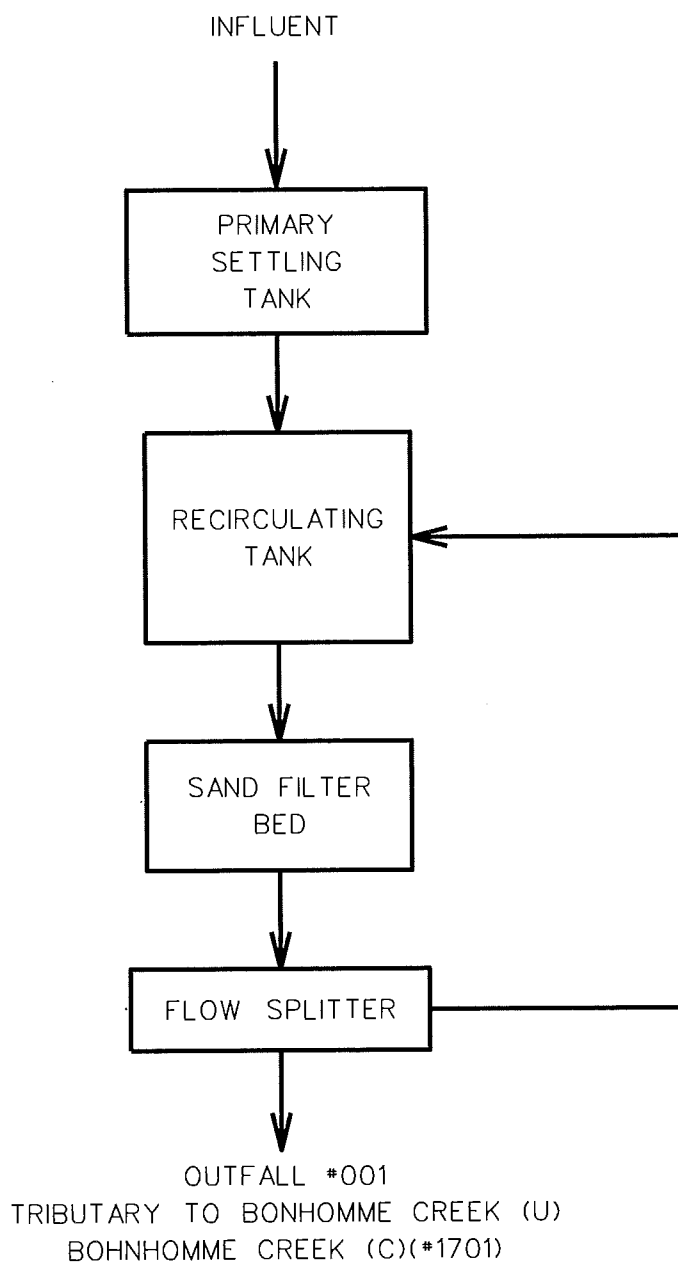 INFLUENT
PRIMARY
SETTLING
TANK
RECIRCULATING
TANK
SAND FILTER
BED
FLOW SPLITTER
OUTFALL #001
TRIBUTARY TO BONHOMME CREEK (U)
BOHNHOMME CREEK (C)(#1701)